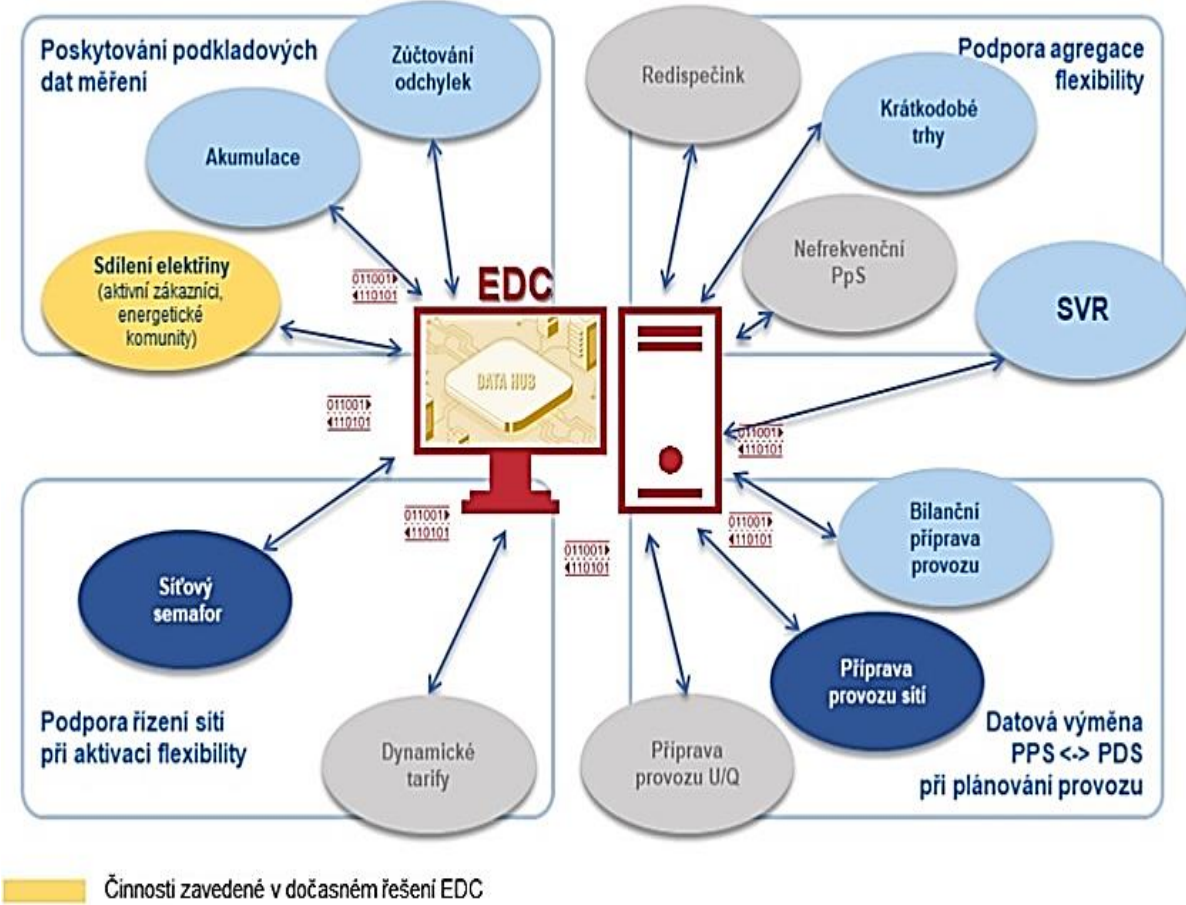 Poskytování podkladových
dat měření
Zúčtování
odchylek
Akumulace
Sdílení elektřiny
(aktivní zákazníci,
energetické
komunity)
Redispečink
Podpora agregace
flexibility
Krátkodobé
trhy
Nefrekvenční
PpS
SVR
EDC
DATA HUB
011001
110101
011001
110101
011001
110101
011001
110101
011001
110101
011001
110101
Síťový
semafor
Podpora řízení sítí
při aktivaci flexibility
Dynamické
tarify
Příprava
provozu U/Q
Bilanční
příprava
provozu
Příprava
provozu sítí
Datová výměna
PPS <-> PDS
při plánování provozu
Činnosti zavedené v dočasném řešení EDC